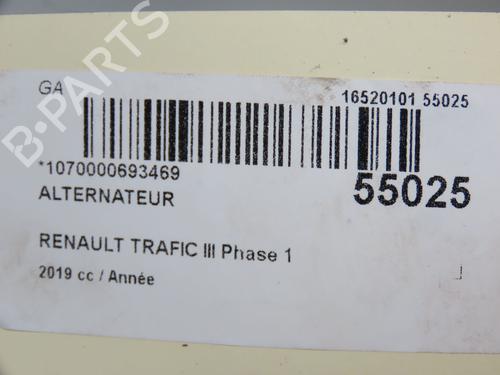 B-PARTS
GA
16520101 55025
*1070000693469
55025
ALTERNATEUR
RENAULT TRAFIC III Phase 1
2019 cc / Année